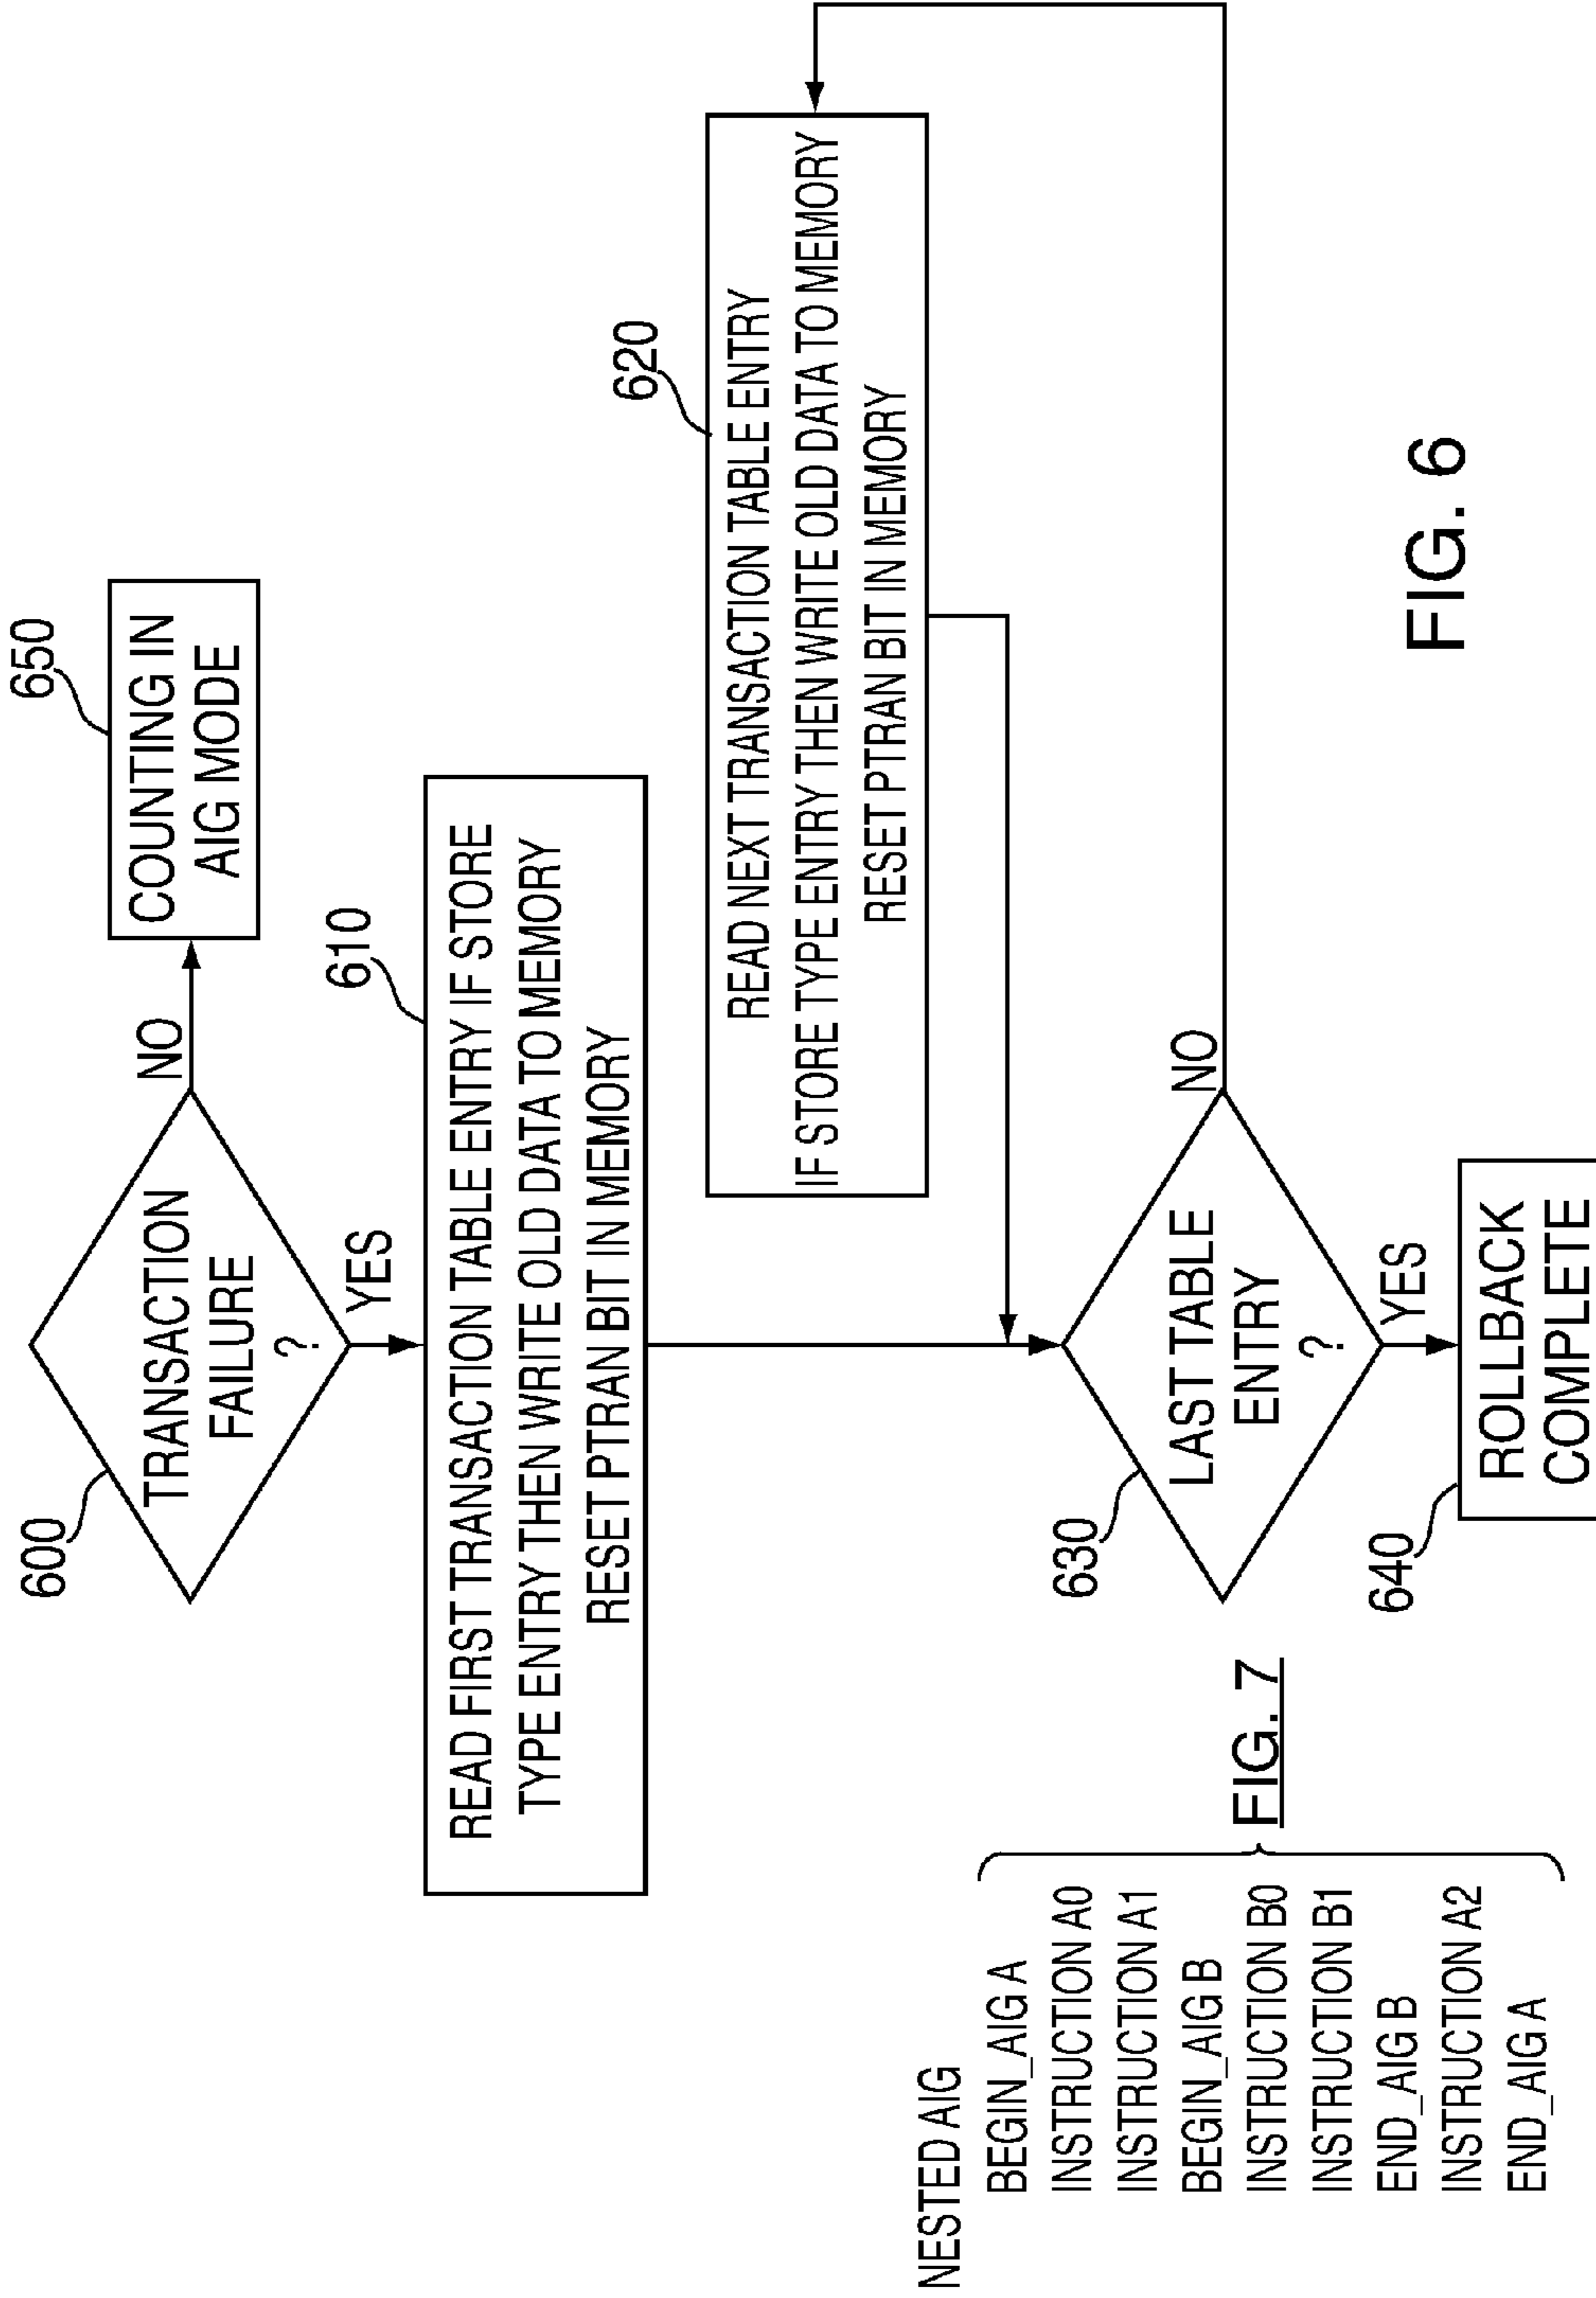 600
TRANSACTION
FAILURE
?
NO
650
COUNTING IN
AIG MODE
YES
610
READ FIRST TRANSACTION TABLE ENTRY IF STORE
TYPE ENTRY THEN WRITE OLD DATA TO MEMORY
RESET PTRAN BIT IN MEMORY
620
READ NEXT TRANSACTION TABLE ENTRY
IF STORE TYPE ENTRY THEN WRITE OLD DATA TO MEMORY
RESET PTRAN BIT IN MEMORY
630
LAST TABLE
ENTRY
?
NO
YES
640
ROLLBACK
COMPLETE
FIG. 6
NESTED AIG
BEGIN_AIG A
INSTRUCTION A0
INSTRUCTION A1
BEGIN_AIG B
INSTRUCTION B0
INSTRUCTION B1
END_AIG B
INSTRUCTION A2
END_AIG A
FIG. 7